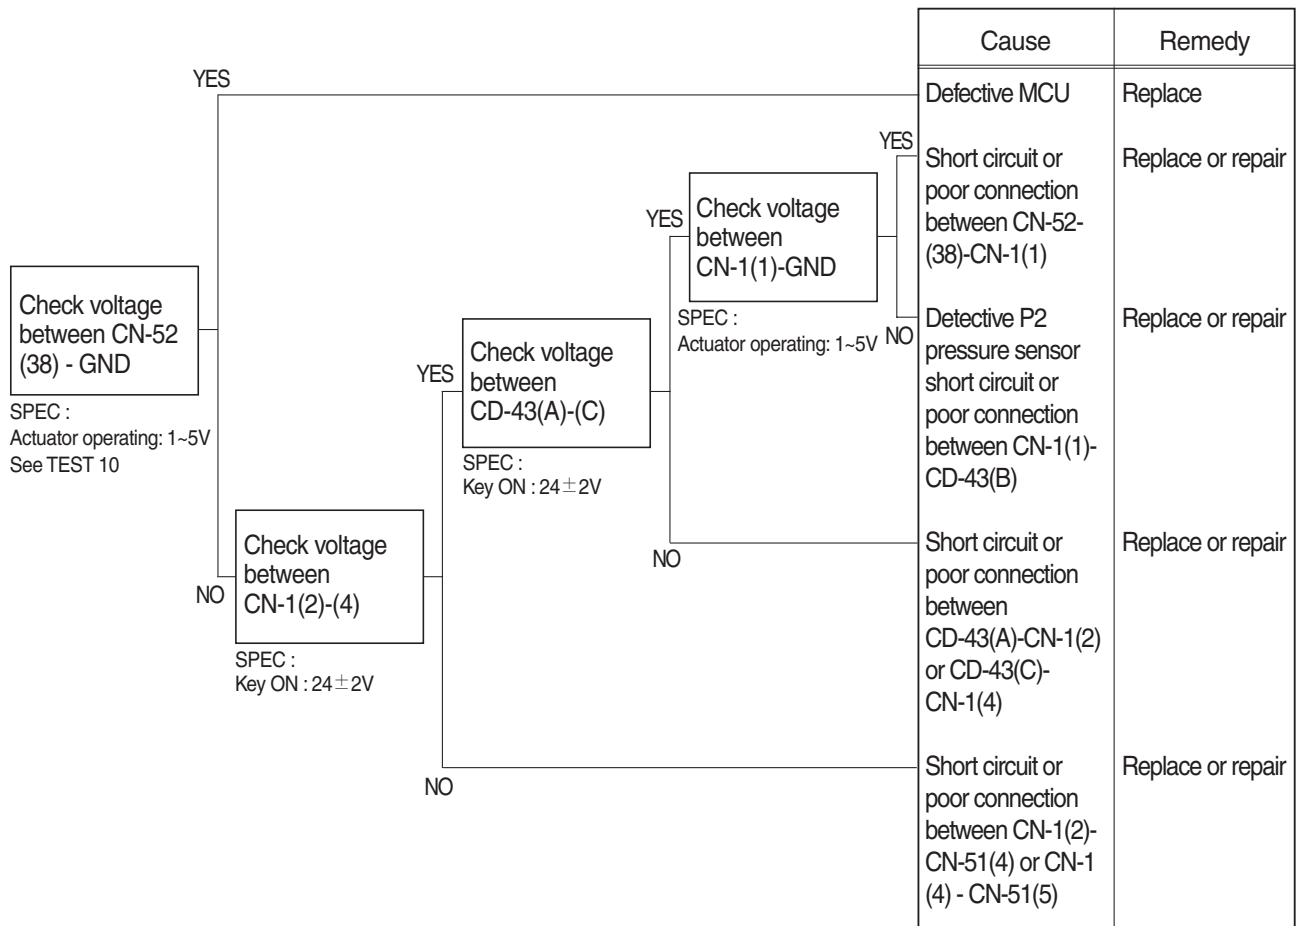 Cause
Remedy
YES
Defective MCU
Replace
YES
Short circuit or
poor connection
between CN-52-
(38)-CN-1(1)
Replace or repair
YES
Check voltage
between
CN-1(1)-GND
SPEC :
Actuator operating: 1~5V
NO
Detective P2
pressure sensor
short circuit or
poor connection
between CN-1(1)-
CD-43(B)
Replace or repair
Check voltage
between CN-52
(38) - GND
SPEC :
Actuator operating: 1~5V
See TEST 10
YES
Check voltage
between
CD-43(A)-(C)
SPEC :
Key ON : 24±2V
NO
Short circuit or
poor connection
between
CD-43(A)-CN-1(2)
or CD-43(C)-
CN-1(4)
Replace or repair
NO
Check voltage
between
CN-1(2)-(4)
SPEC :
Key ON : 24±2V
NO
Short circuit or
poor connection
between CN-1(2)-
CN-51(4) or CN-1
(4) - CN-51(5)
Replace or repair